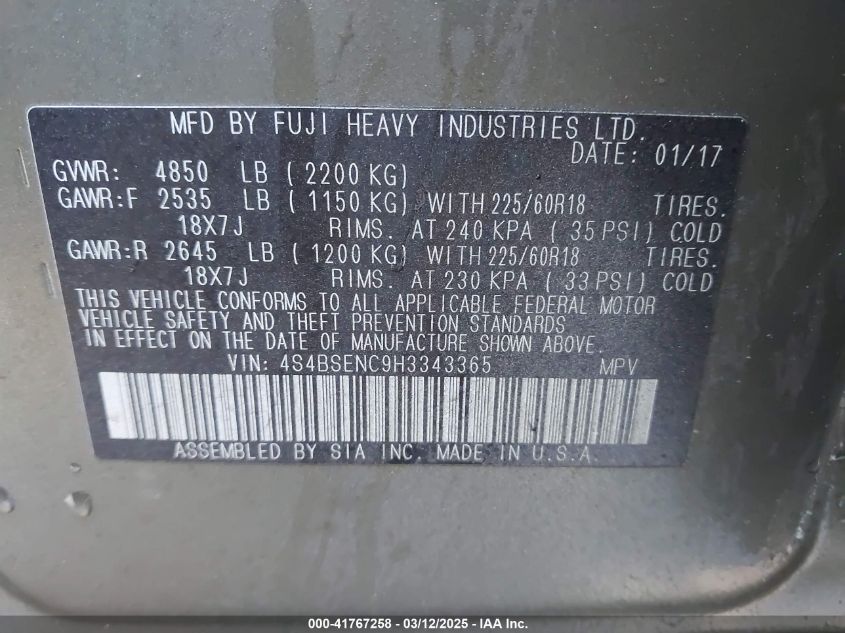 MFD BY FUJI HEAVY INDUSTRIES LTD.
DATE: 01/17
GVWR: 4850 LB ( 2200 KG)
GAWR:F 2535 LB ( 1150 KG) WITH 225/60R18 TIRES.
18X7J RIMS. AT 240 KPA ( 35 PSI) COLD
GAWR:R 2645 LB ( 1200 KG) WITH 225/60R18 TIRES.
18X7J RIMS. AT 230 KPA ( 33 PSI) COLD
THIS VEHICLE CONFORMS TO ALL APPLICABLE FEDERAL MOTOR
VEHICLE SAFETY AND THEFT PREVENTION STANDARDS
IN EFFECT ON THE DATE OF MANUFACTURE SHOWN ABOVE.
VIN: 4S4BSENC9H3343365 MPV
ASSEMBLED BY SIA INC. MADE IN U.S.A.
000-41767258 - 03/12/2025 - IAA Inc.